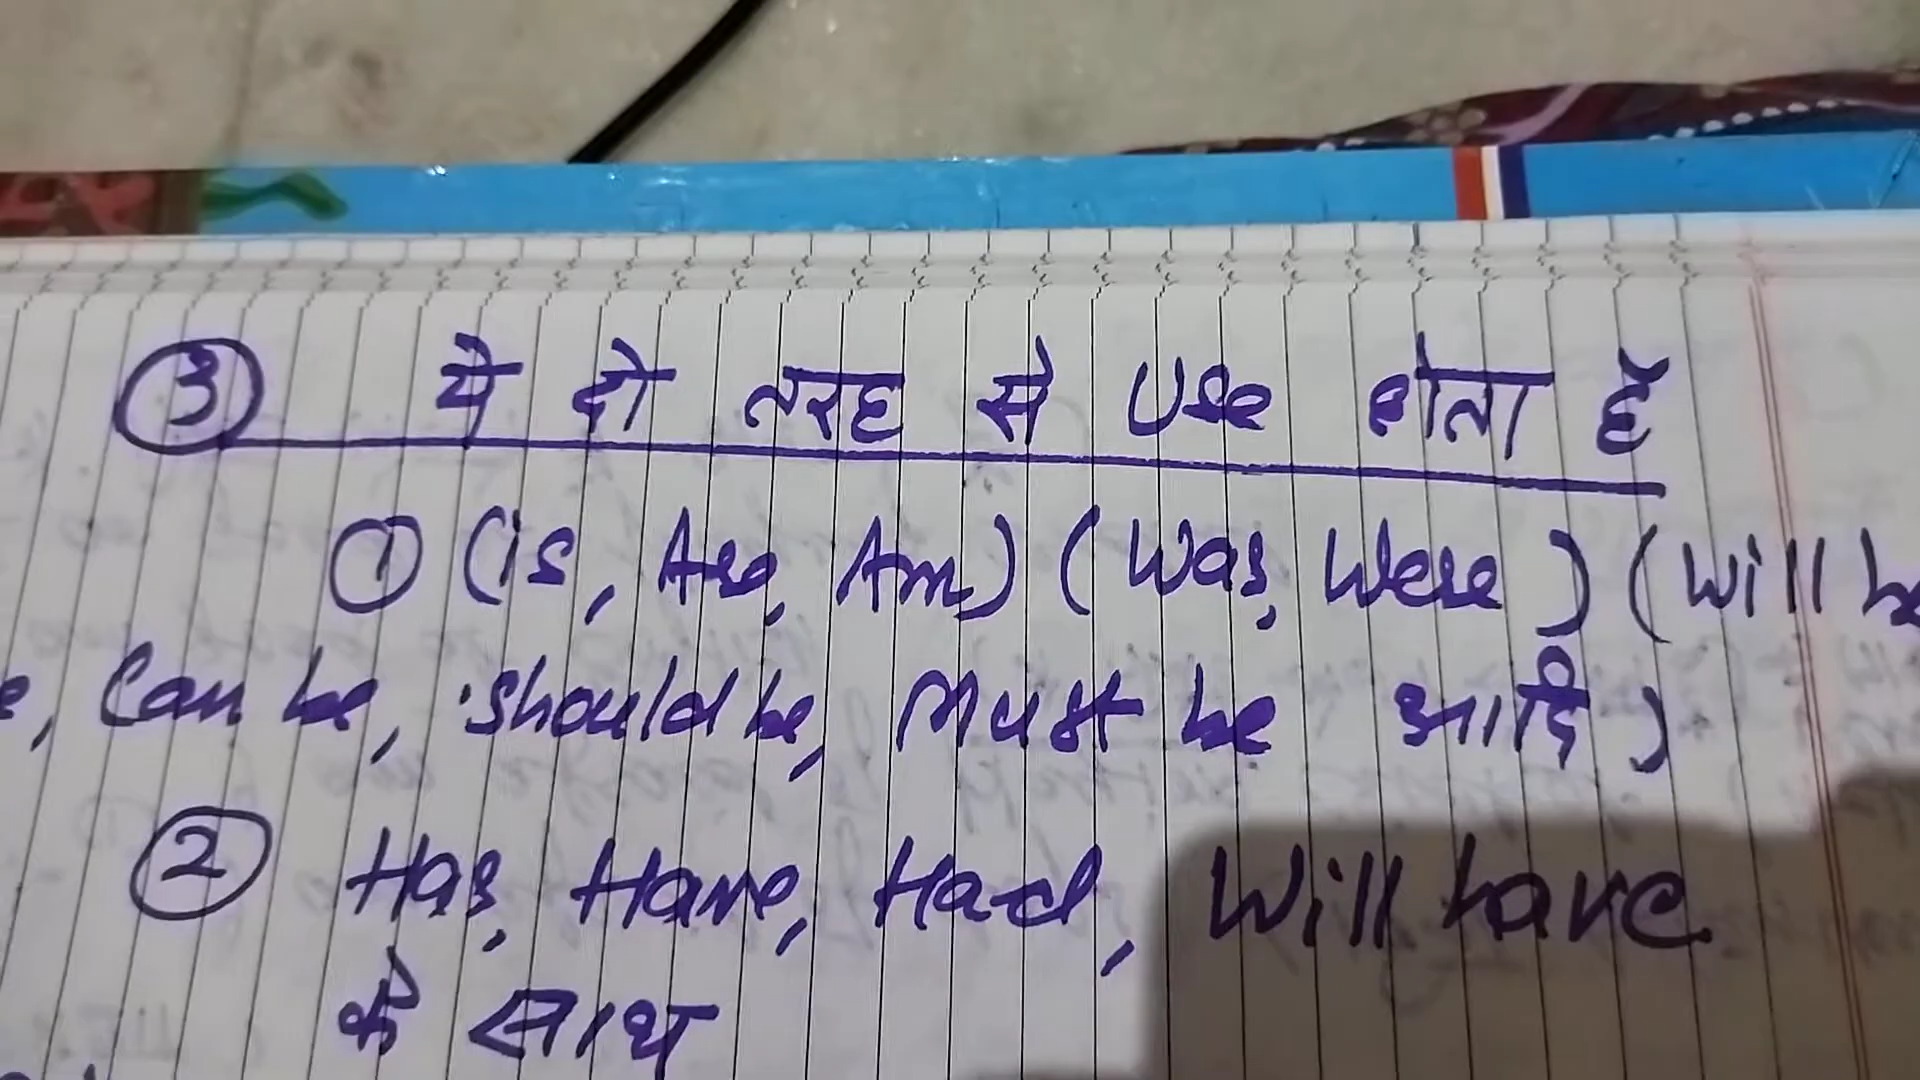 ③ ये दो तरह से Use होता है
① (is, Are, Am) (Was, Were) (will be
, Can be, Should be, Must be आदि)
② Has, Have, Had, Will have
के साथ